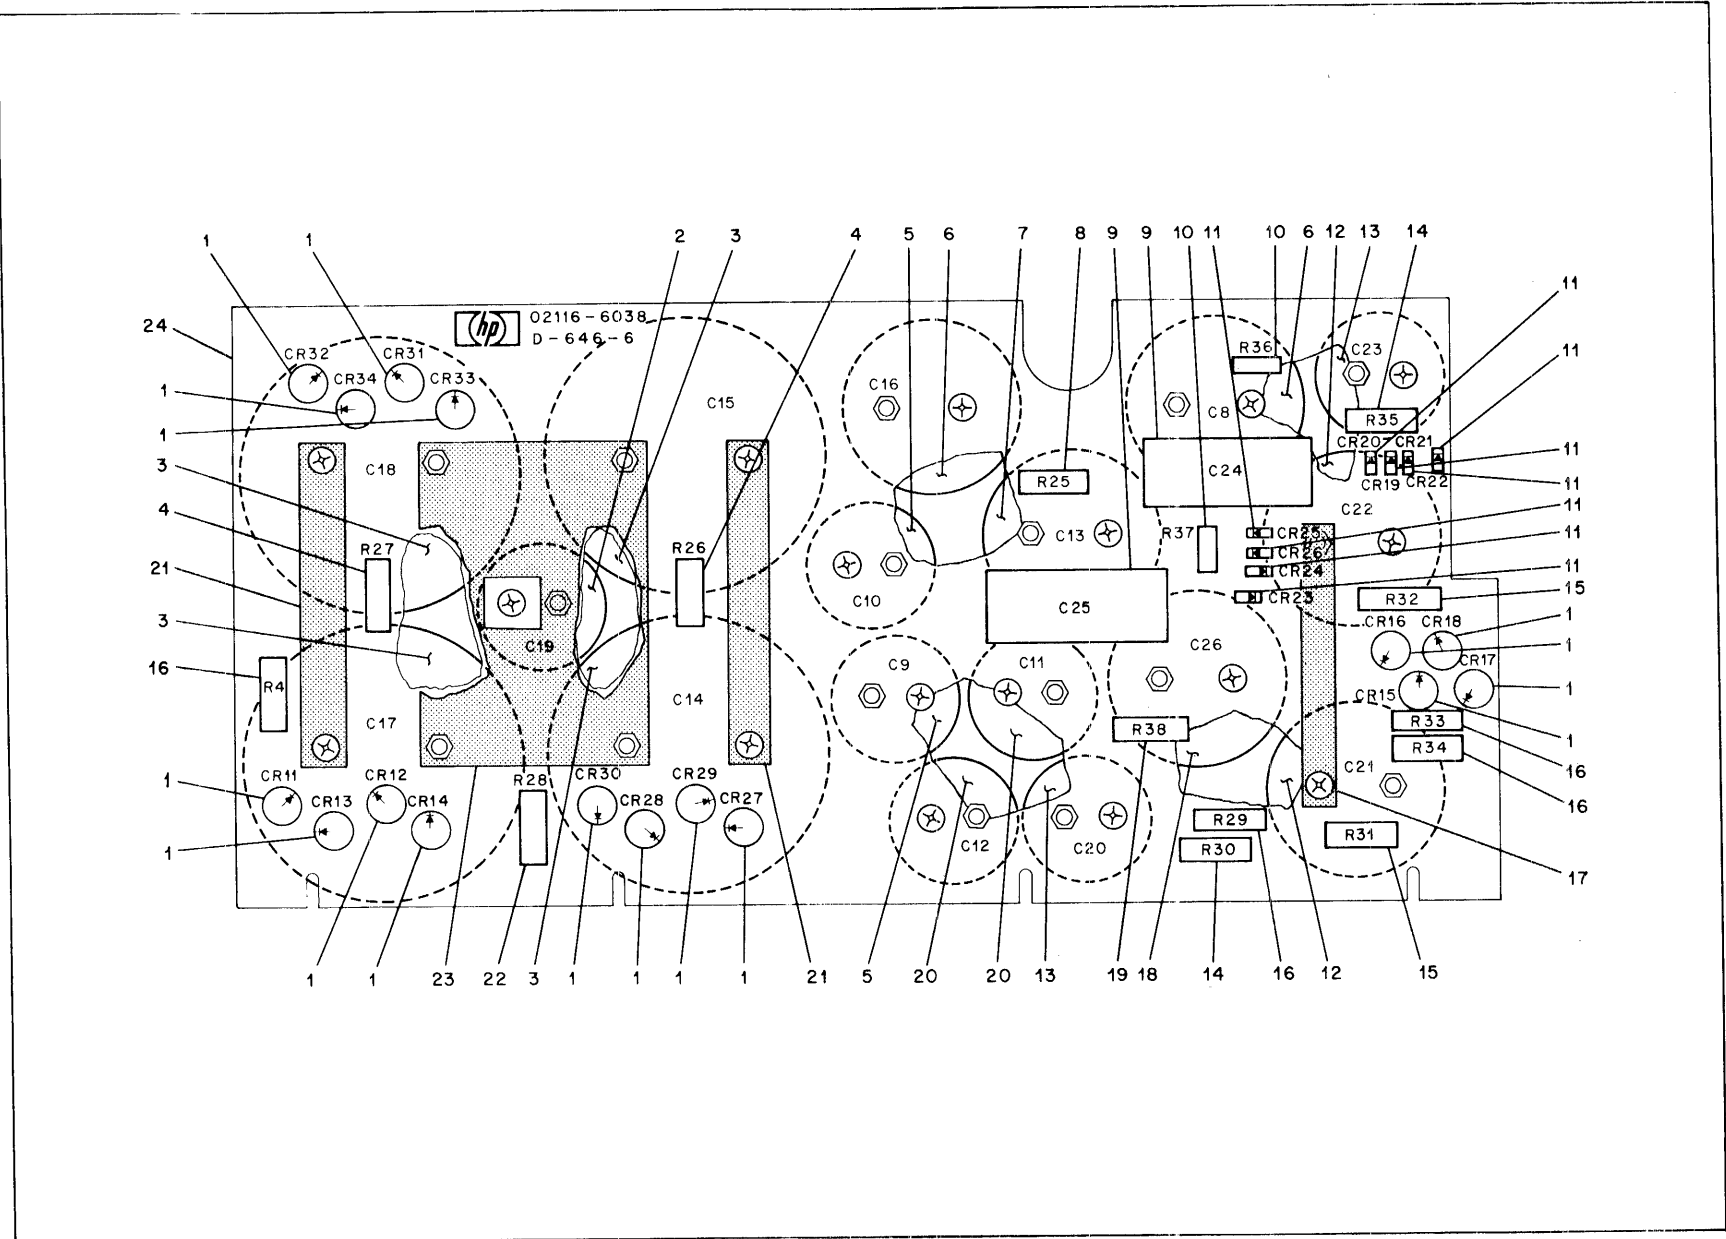 1 1 2 3 4 5 6 7 8 9 9 10 11 10 6 12 13 14
11
24
hp 02116-6038
D-646-6
CR32 CR31
CR34 CR33
1
1
C15
C16
R36
C8
C23
11
R35
CR20 CR21
3
C18
R25
C24
11
CR19 CR22
11
4
R27
R26
C13
R37
C22
CR25
11
CR26
11
CR24
11
CR23
21
C10
C25
R32
15
3
C19
CR16 CR18
1
1
16
R4
C9
C11
C26
CR17
1
CR15
C17
C14
R38
R33
1
R34
16
16
1
CR11 CR12
CR13 CR14
R28
CR30 CR29
CR28 CR27
C21
1
C12
C20
R29
R30
R31
17
1 1 23 22 3 1 1 1 1 21 5 20 20 13 19 18 14 16 12 15